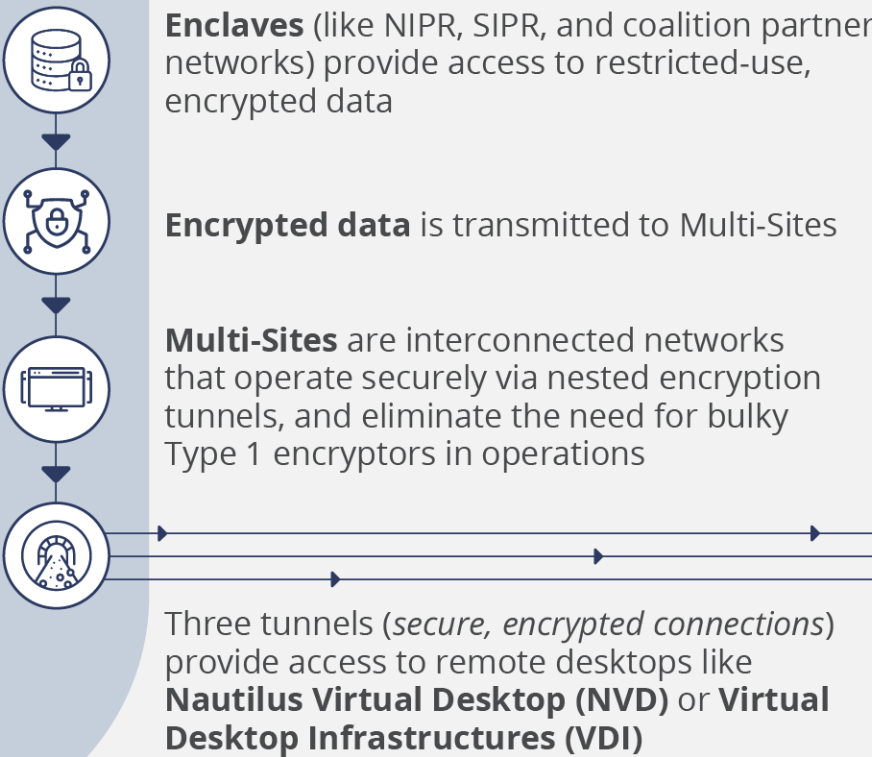 Enclaves (like NIPR, SIPR, and coalition partner
networks) provide access to restricted-use,
encrypted data
Encrypted data is transmitted to Multi-Sites
Multi-Sites are interconnected networks
that operate securely via nested encryption
tunnels, and eliminate the need for bulky
Type 1 encryptors in operations
Three tunnels (secure, encrypted connections)
provide access to remote desktops like
Nautilus Virtual Desktop (NVD) or Virtual
Desktop Infrastructures (VDI)